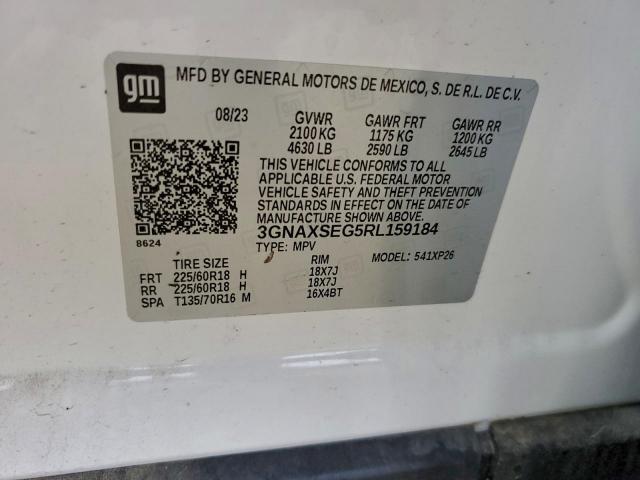 gm
MFD BY GENERAL MOTORS DE MEXICO, S. DE R.L. DE C.V.
08/23 GVWR GAWR FRT GAWR RR
2100 KG 1175 KG 1200 KG
4630 LB 2590 LB 2645 LB
THIS VEHICLE CONFORMS TO ALL
APPLICABLE U.S. FEDERAL MOTOR
VEHICLE SAFETY AND THEFT PREVENTION
STANDARDS IN EFFECT ON THE DATE OF
MANUFACTURE SHOWN ABOVE.
8624
3GNAXSEG5RL159184
TYPE: MPV 541XP26
TIRE SIZE RIM
FRT 225/60R18 H 18X7J
RR 225/60R18 H 18X7J
SPA T135/70R16 M 16X4BT